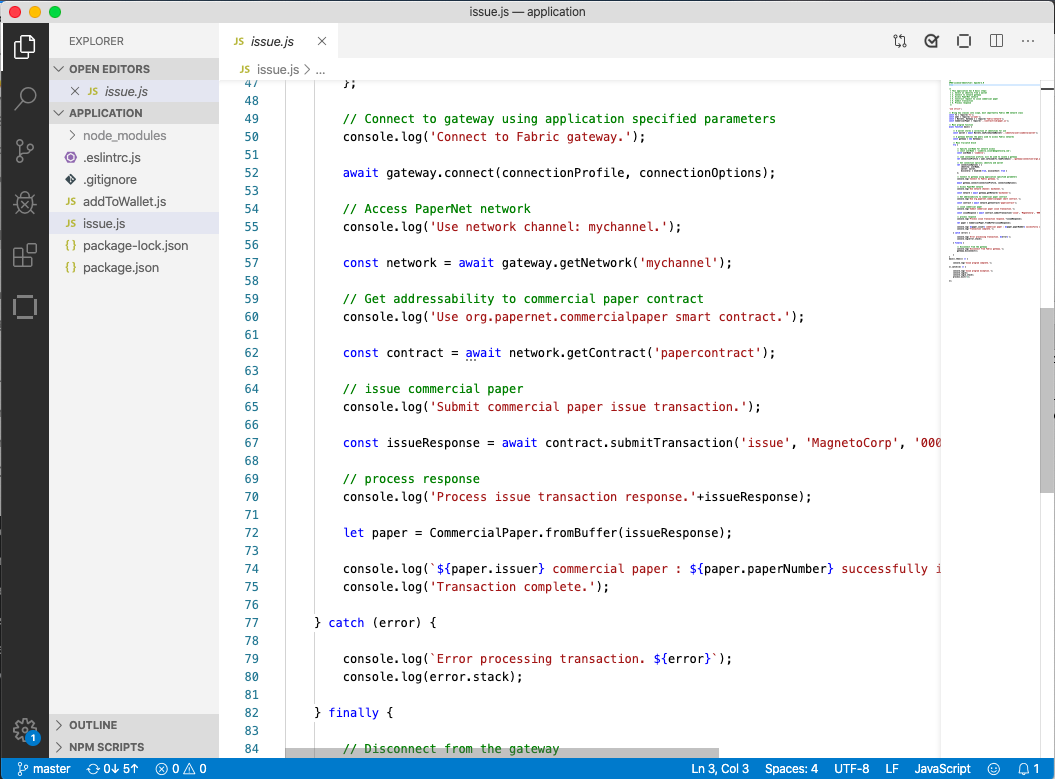 issue.js — application
EXPLORER
OPEN EDITORS
JS issue.js
APPLICATION
node_modules
.eslintrc.js
.gitignore
JS addToWallet.js
JS issue.js
{} package-lock.json
{} package.json
OUTLINE
NPM SCRIPTS
JS issue.js
JS issue.js > ...
47 };
48
49 // Connect to gateway using application specified parameters
50 console.log('Connect to Fabric gateway.');
51
52 await gateway.connect(connectionProfile, connectionOptions);
53
54 // Access PaperNet network
55 console.log('Use network channel: mychannel.');
56
57 const network = await gateway.getNetwork('mychannel');
58
59 // Get addressability to commercial paper contract
60 console.log('Use org.papernet.commercialpaper smart contract.');
61
62 const contract = await network.getContract('papercontract');
63
64 // issue commercial paper
65 console.log('Submit commercial paper issue transaction.');
66
67 const issueResponse = await contract.submitTransaction('issue', 'MagnetoCorp', '000
68
69 // process response
70 console.log('Process issue transaction response.'+issueResponse);
71
72 let paper = CommercialPaper.fromBuffer(issueResponse);
73
74 console.log(`${paper.issuer} commercial paper : ${paper.paperNumber} successfully i
75 console.log('Transaction complete.');
76
77 } catch (error) {
78
79 console.log(`Error processing transaction. ${error}`);
80 console.log(error.stack);
81
82 } finally {
83
84 // Disconnect from the gateway
1
master 0↓ 5↑ 0 0 Ln 3, Col 3 Spaces: 4 UTF-8 LF JavaScript 1